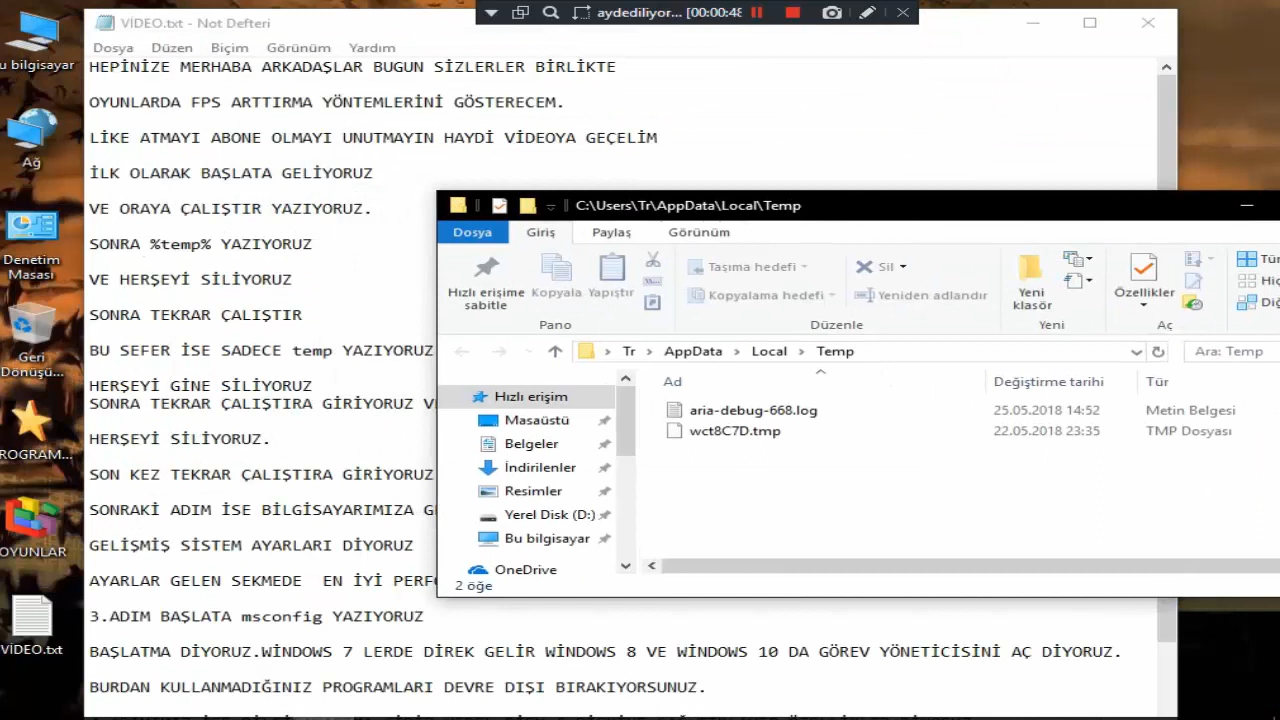 aydediliyor... [00:00:48
VİDEO.txt - Not Defteri
Dosya Düzen Biçim Görünüm Yardım
HEPİNİZE MERHABA ARKADAŞLAR BUGUN SİZLERLER BİRLİKTE
OYUNLARDA FPS ARTTIRMA YÖNTEMLERİNİ GÖSTERECEM.
LİKE ATMAYI ABONE OLMAYI UNUTMAYIN HAYDİ VİDEOYA GEÇELİM
İLK OLARAK BAŞLATA GELİYORUZ
VE ORAYA ÇALIŞTIR YAZIYORUZ.
SONRA %temp% YAZIYORUZ
VE HERŞEYİ SİLİYORUZ
SONRA TEKRAR ÇALIŞTIR
BU SEFER İSE SADECE temp YAZIYORUZ
HERŞEYİ GİNE SİLİYORUZ
SONRA TEKRAR ÇALIŞTIRA GİRİYORUZ
HERŞEYİ SİLİYORUZ.
SON KEZ TEKRAR ÇALIŞTIRA GİRİYORUZ
SONRAKİ ADIM İSE BİLGİSAYARIMIZA
GELİŞMİŞ SİSTEM AYARLARI DİYORUZ
AYARLAR GELEN SEKMEDE EN İYİ
3.ADIM BAŞLATA msconfig YAZIYORUZ
BAŞLATMA DİYORUZ.WİNDOWS 7 LERDE DİREK GELİR WİNDOWS 8 VE WİNDOWS 10 DA GÖREV YÖNETİCİSİNİ AÇ DİYORUZ.
BURDAN KULLANMADIĞINIZ PROGRAMLARI DEVRE DIŞI BIRAKIYORSUNUZ.
u bilgisayar
Ağ
Denetim
Masası
Geri
Dönüşü...
ROGRAM...
OYUNLAR
VİDEO.txt
C:\Users\Tr\AppData\Local\Temp
Dosya Giriş Paylaş Görünüm
Hızlı erişime
sabitle
Kopyala
Yapıştır
Pano
Taşıma hedefi
Kopyalama hedefi
Sil
Yeniden adlandır
Düzenle
Yeni
klasör
Yeni
Özellikler
Aç
Tür
Tr > AppData > Local > Temp
Ara: Temp
Ad Değiştirme tarihi Tür
aria-debug-668.log 25.05.2018 14:52 Metin Belgesi
wct8C7D.tmp 22.05.2018 23:35 TMP Dosyası
Hızlı erişim
Masaüstü
Belgeler
İndirilenler
Resimler
Yerel Disk (D:)
Bu bilgisayar
OneDrive
2 öğe